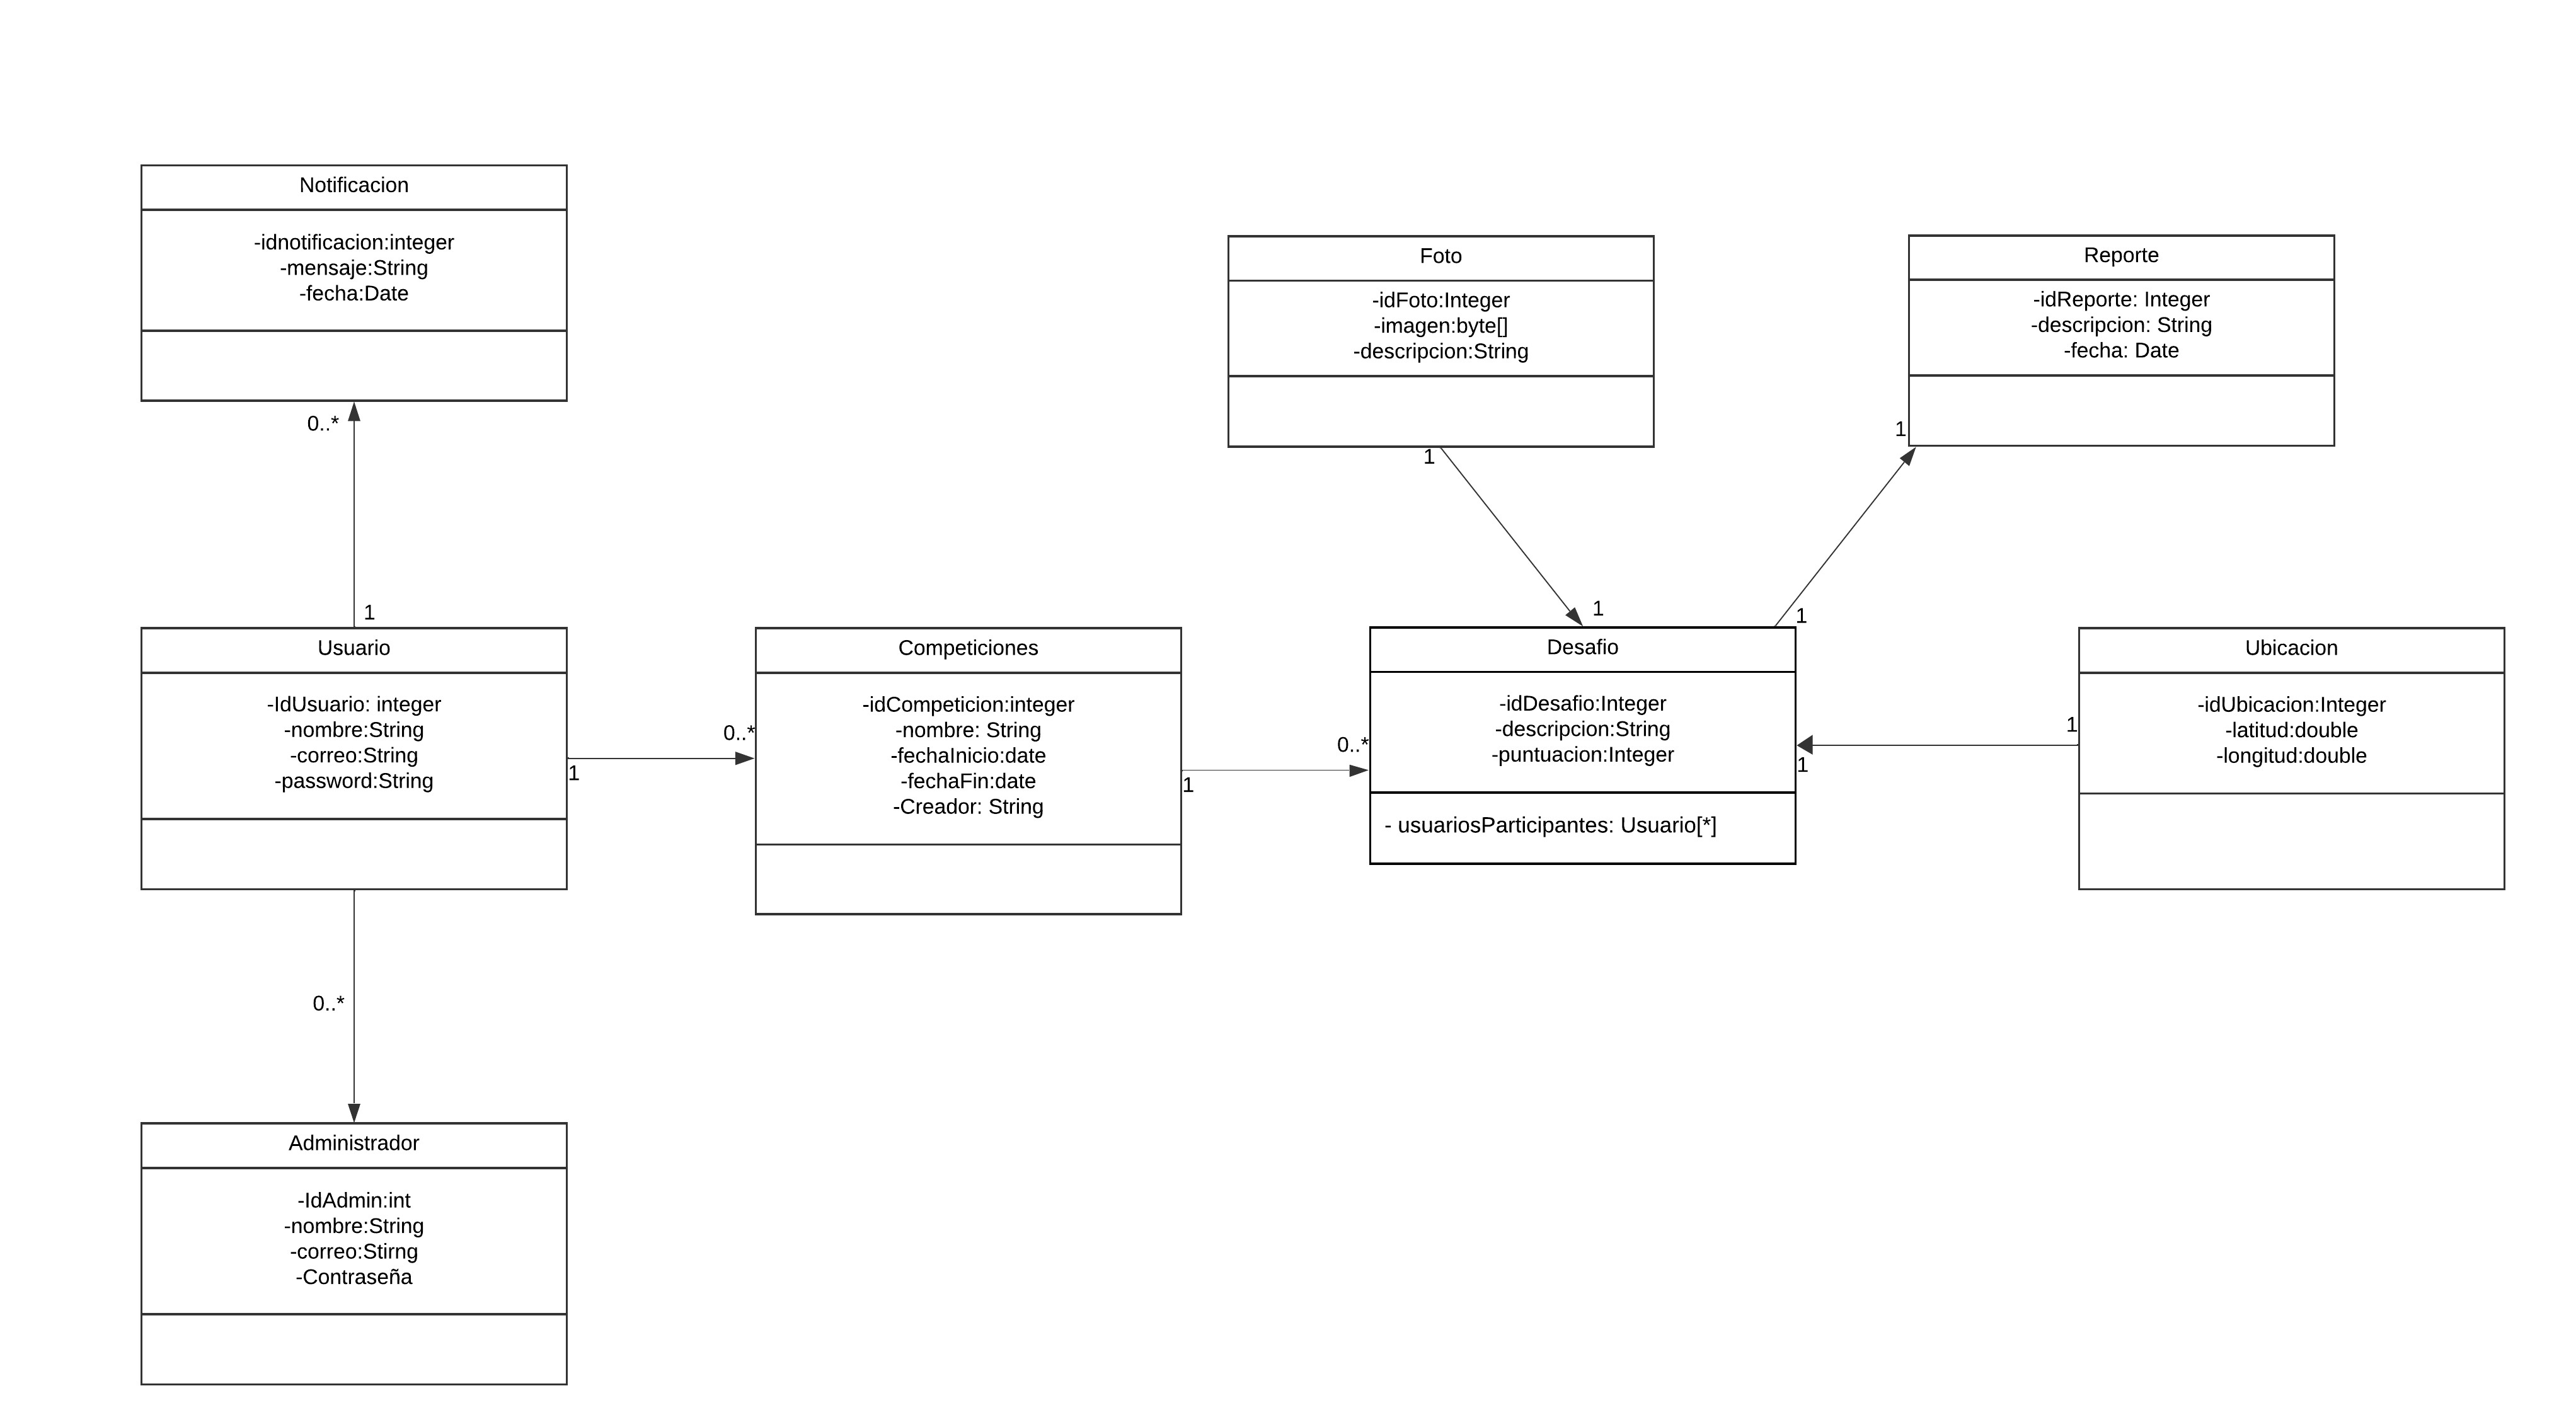 Notificacion
-idnotificacion:integer
-mensaje:String
-fecha:Date
0..*
1
Foto
-idFoto:Integer
-imagen:byte[]
-descripcion:String
1
1
Reporte
-idReporte: Integer
-descripcion: String
-fecha: Date
1
1
Usuario
-IdUsuario: integer
-nombre:String
-correo:String
-password:String
0..*
1
Competiciones
-idCompeticion:integer
-nombre: String
-fechaInicio:date
-fechaFin:date
-Creador: String
0..*
1
Desafio
-idDesafio:Integer
-descripcion:String
-puntuacion:Integer
- usuariosParticipantes: Usuario[*]
1
1
Ubicacion
-idUbicacion:Integer
-latitud:double
-longitud:double
0..*
Administrador
-IdAdmin:int
-nombre:String
-correo:Stirng
-Contraseña